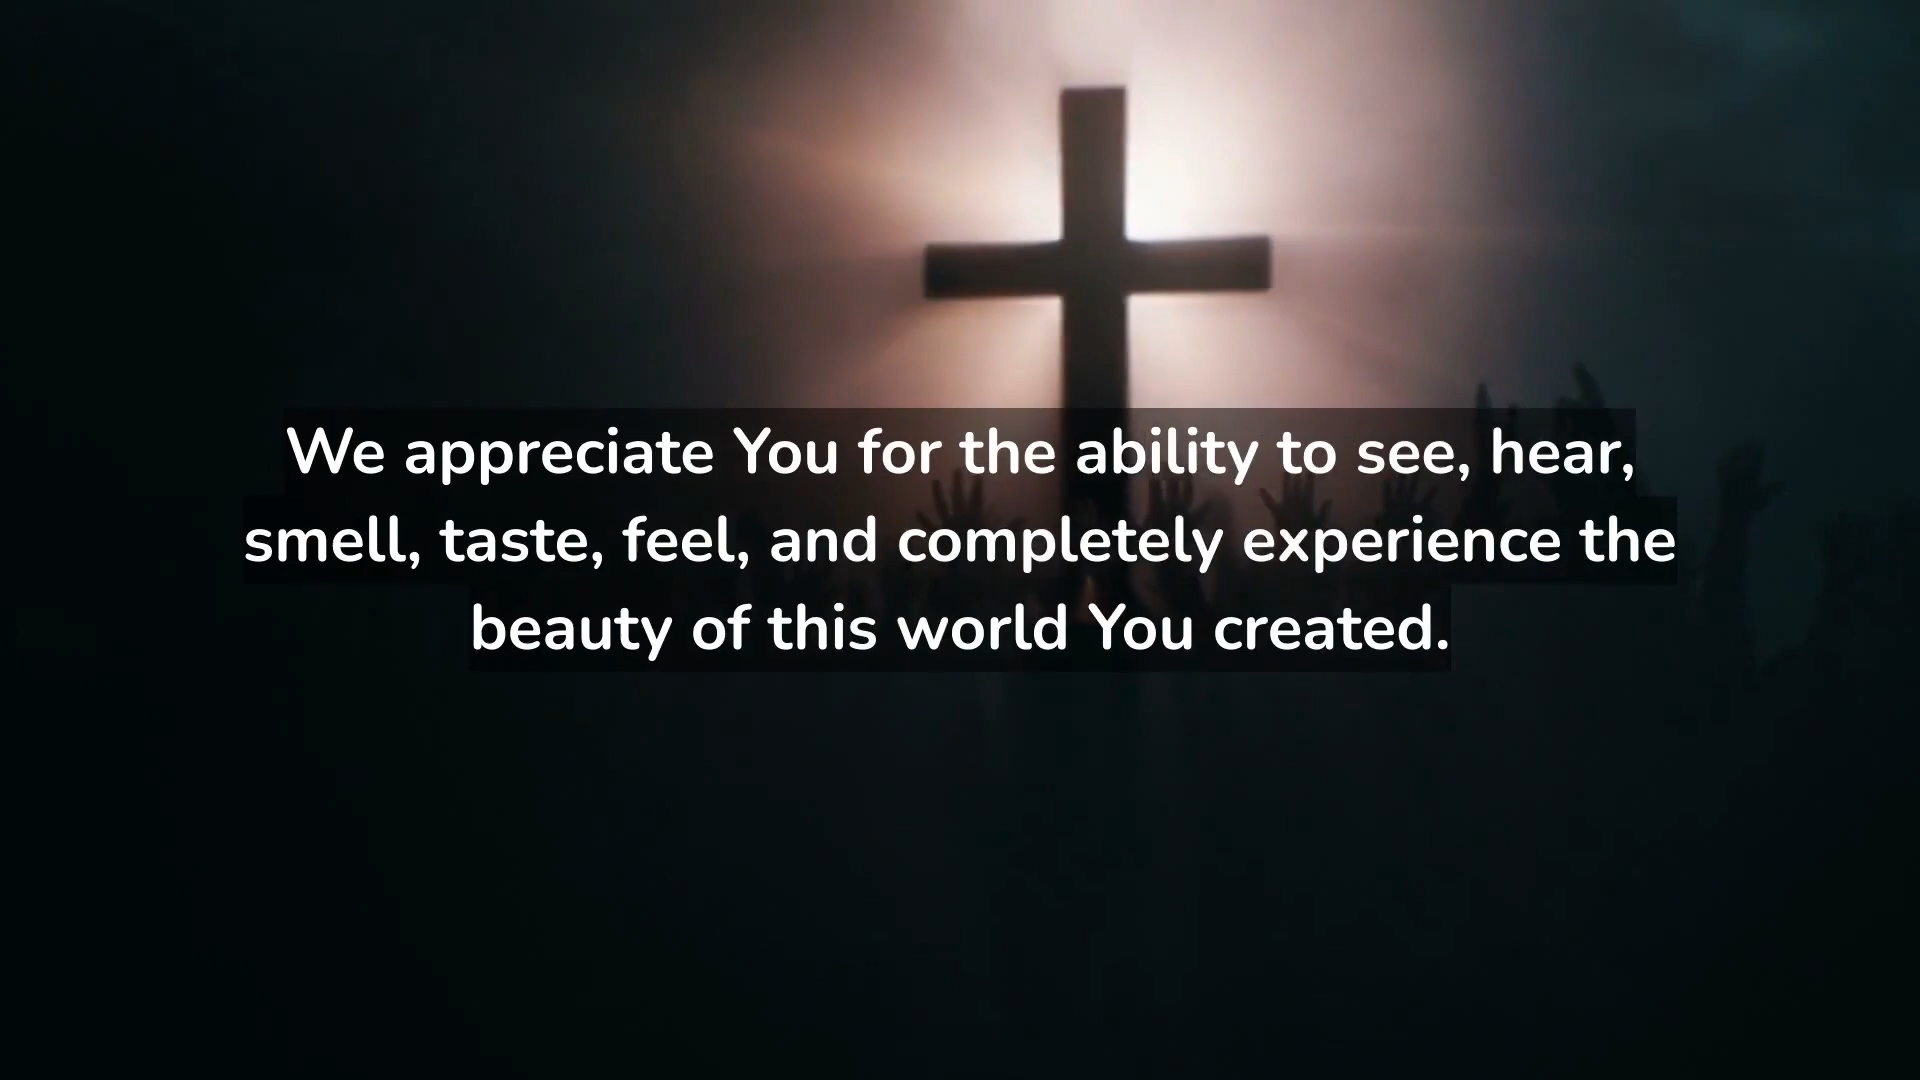 We appreciate You for the ability to see, hear,
smell, taste, feel, and completely experience the
beauty of this world You created.